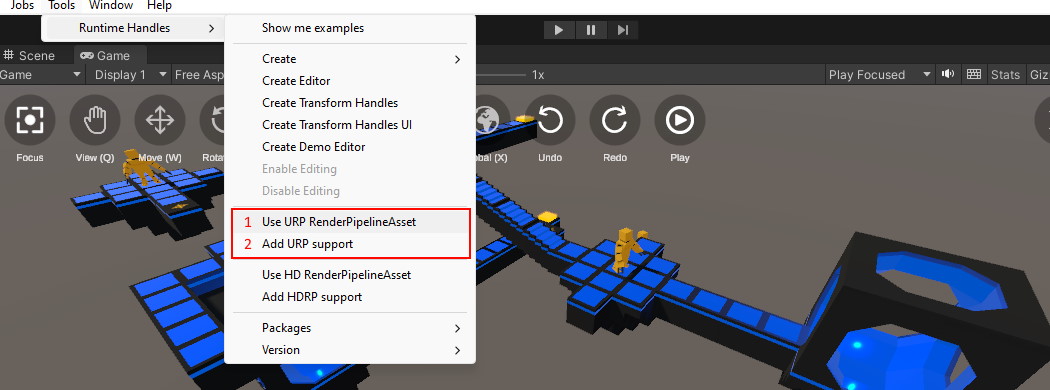 Jobs Tools Window Help
Runtime Handles
Show me examples
Create
Create Editor
Create Transform Handles
Create Transform Handles UI
Create Demo Editor
Enable Editing
Disable Editing
1 Use URP RenderPipelineAsset
2 Add URP support
Use HD RenderPipelineAsset
Add HDRP support
Packages
Version
Scene Game
Game Display 1 Free Asp 1x Play Focused Stats Giz
Focus View (Q) Move (W) Rotat bal (X) Undo Redo Play